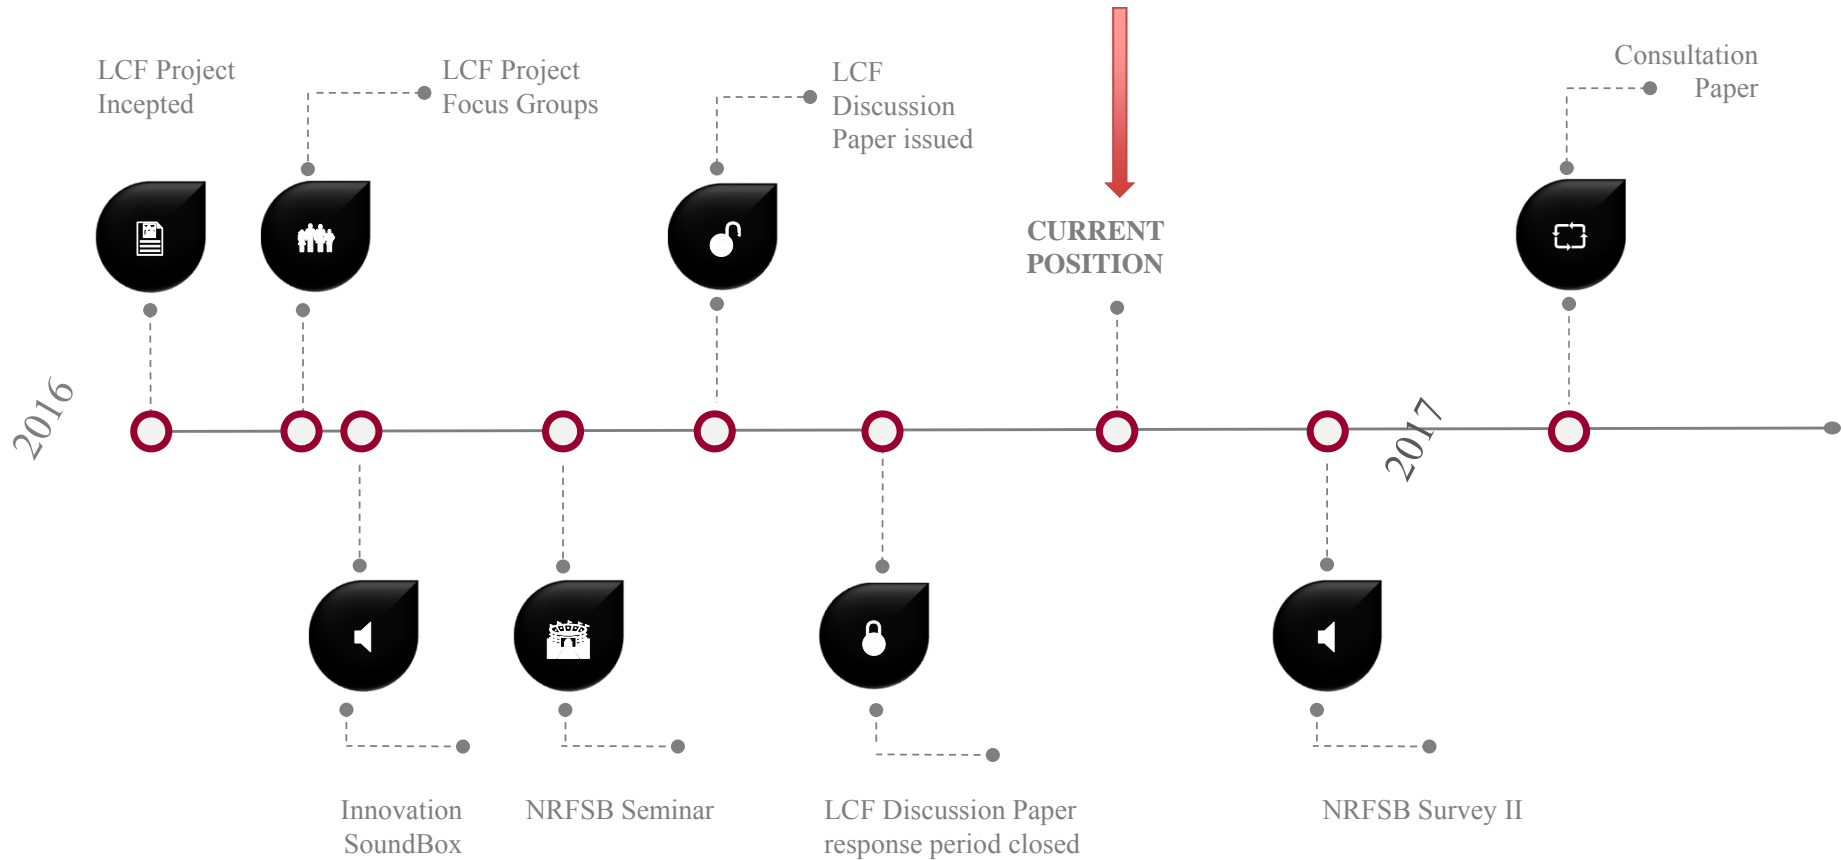 LCF Project
Incepted
LCF Project
Focus Groups
LCF
Discussion
Paper issued
Consultation
Paper
CURRENT
POSITION
2016
2017
Innovation
SoundBox
NRFSB Seminar
LCF Discussion Paper
response period closed
NRFSB Survey II